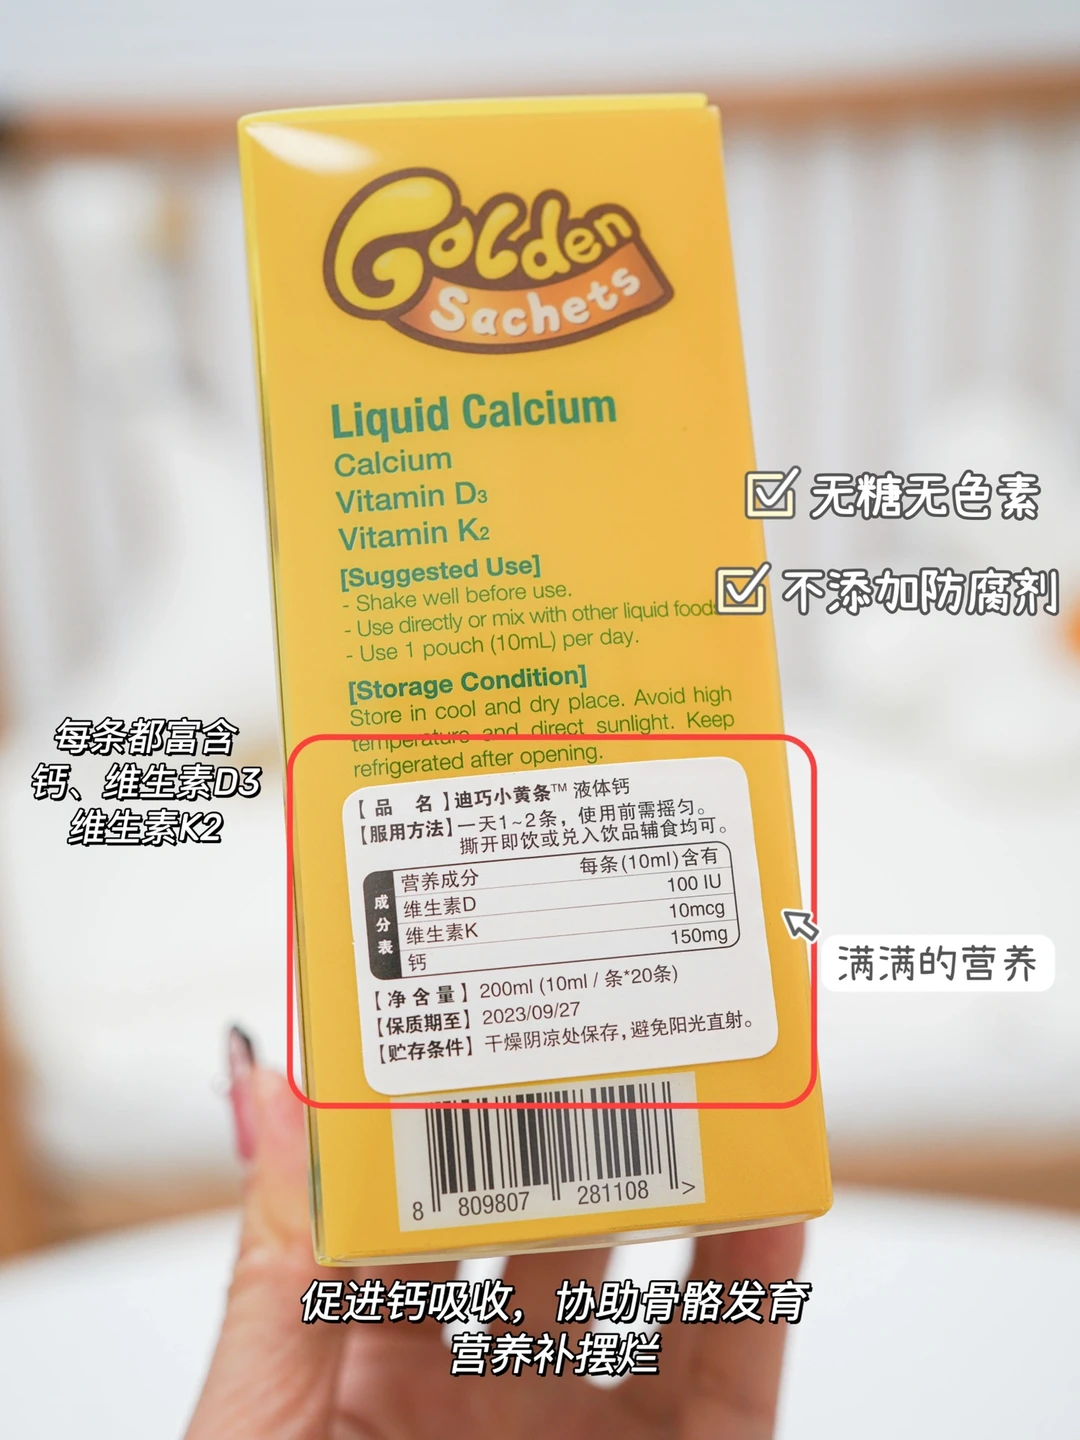 Golden
Sachets
Liquid Calcium
Calcium
Vitamin D3
Vitamin K2
[Suggested Use]
- Shake well before use.
- Use directly or mix with other liquid foods
- Use 1 pouch (10mL) per day.
[Storage Condition]
Store in cool and dry place. Avoid high
temperature and direct sunlight. Keep
refrigerated after opening.
无糖无色素
不添加防腐剂
每条都富含
钙、维生素D3
维生素K2
【品 名】迪巧小黄条™ 液体钙
【服用方法】一天1~2条，使用前需摇匀。
撕开即饮或兑入饮品辅食均可。
成分表
营养成分 每条(10ml)含有
维生素D 100 IU
维生素K 10mcg
钙 150mg
【净含量】200ml (10ml / 条*20条)
【保质期至】2023/09/27
【贮存条件】干燥阴凉处保存,避免阳光直射。
满满的营养
8 809807 281108 >
促进钙吸收，协助骨骼发育
营养补摆烂